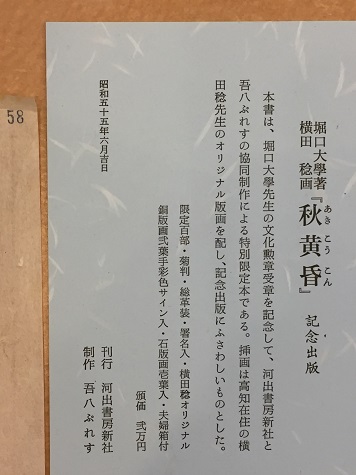 堀口大學著
横田 稔画
『秋黄昏』
あき こう こん
記念出版
本書は、堀口大學先生の文化勲章受章を記念して、河出書房新社と
吾八ぷれすの協同制作による特別限定本である。挿画は高知在住の横
田稔先生のオリジナル版画を配し、記念出版にふさわしいものとした。
限定百部・菊判・総革装・署名入・横田稔オリジナル
銅版画弐葉手彩色サイン入・石版画壱葉入・夫婦箱付
頒価 弐万円
刊行 河出書房新社
制作 吾八ぷれす
昭和五十五年六月吉日
58